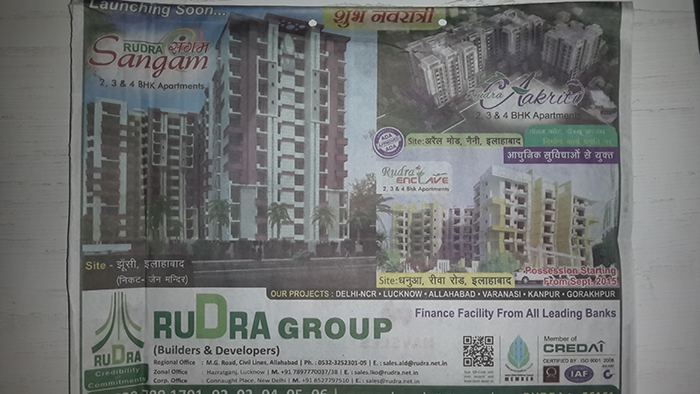 Launching Soon...
शुभ नवरात्री
RUDRA संगम
Sangam
2, 3 & 4 BHK Apartments
Rudra Aakriti
2, 3 & 4 BHK Apartments
ADA APPROVED ADA
Site: अरैल मोड, नैनी, इलाहाबाद
आधुनिक सुविधाओं से युक्त
Rudra
ENCLAVE
2, 3 & 4 Bhk Apartments
Site - झूँसी, इलाहाबाद
(निकट- जैन मन्दिर)
Site:धनुआ, रीवा रोड, इलाहाबाद
Possession Starting
From Sept. 2015
OUR PROJECTS : DELHI-NCR • LUCKNOW • ALLAHABAD • VARANASI • KANPUR • GORAKHPUR
RUDRA
Credibility
Commitments
RUDRA GROUP
(Builders & Developers)
Finance Facility From All Leading Banks
Regional Office : M.G. Road, Civil Lines, Allahabad | Ph. : 0532-3252301-05 | E. : sales.ald@rudra.net.in
Zonal Office : Hazratganj, Lucknow | M. +91 7897770037/38 | E. : sales.lko@rudra.net.in
Corp. Office : Connaught Place, New Delhi | M. +91 8527797510 | E. : sales@rudra.net.in
MEMBER
Member of
CREDAI
CERTIFIED BY : ISO 9001 : 2008
IAF